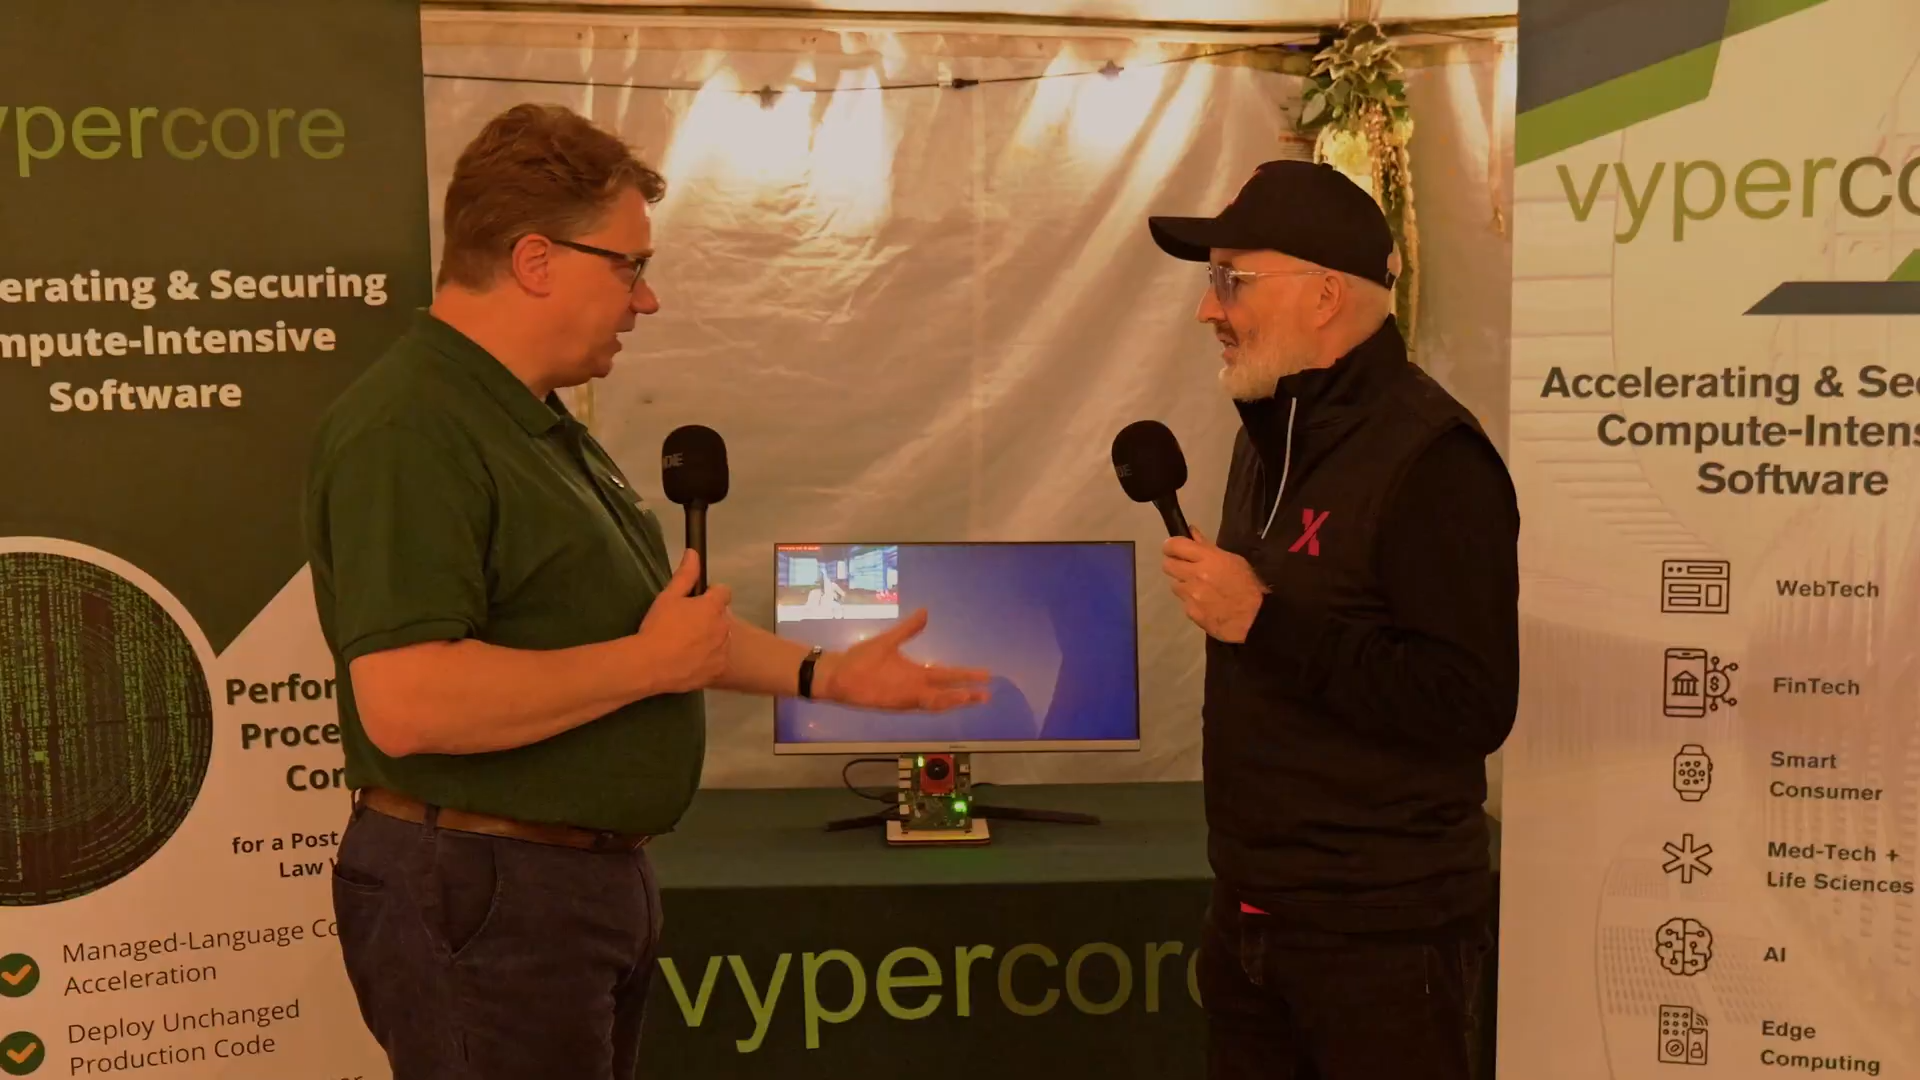 ypercore
erating & Securing
mpute-Intensive
Software
Perfor
Proce
Cor
for a Post
Law
Managed-Language Co
Acceleration
Deploy Unchanged
Production Code
vypercore
vyperco
Accelerating & Se
Compute-Intens
Software
WebTech
FinTech
Smart
Consumer
Med-Tech +
Life Sciences
AI
Edge
Computing